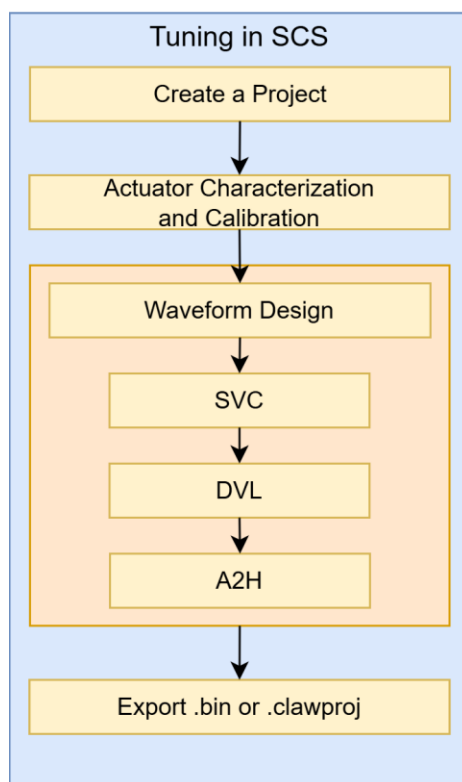 Tuning in SCS
Create a Project
Actuator Characterization
and Calibration
Waveform Design
SVC
DVL
A2H
Export .bin or .clawproj